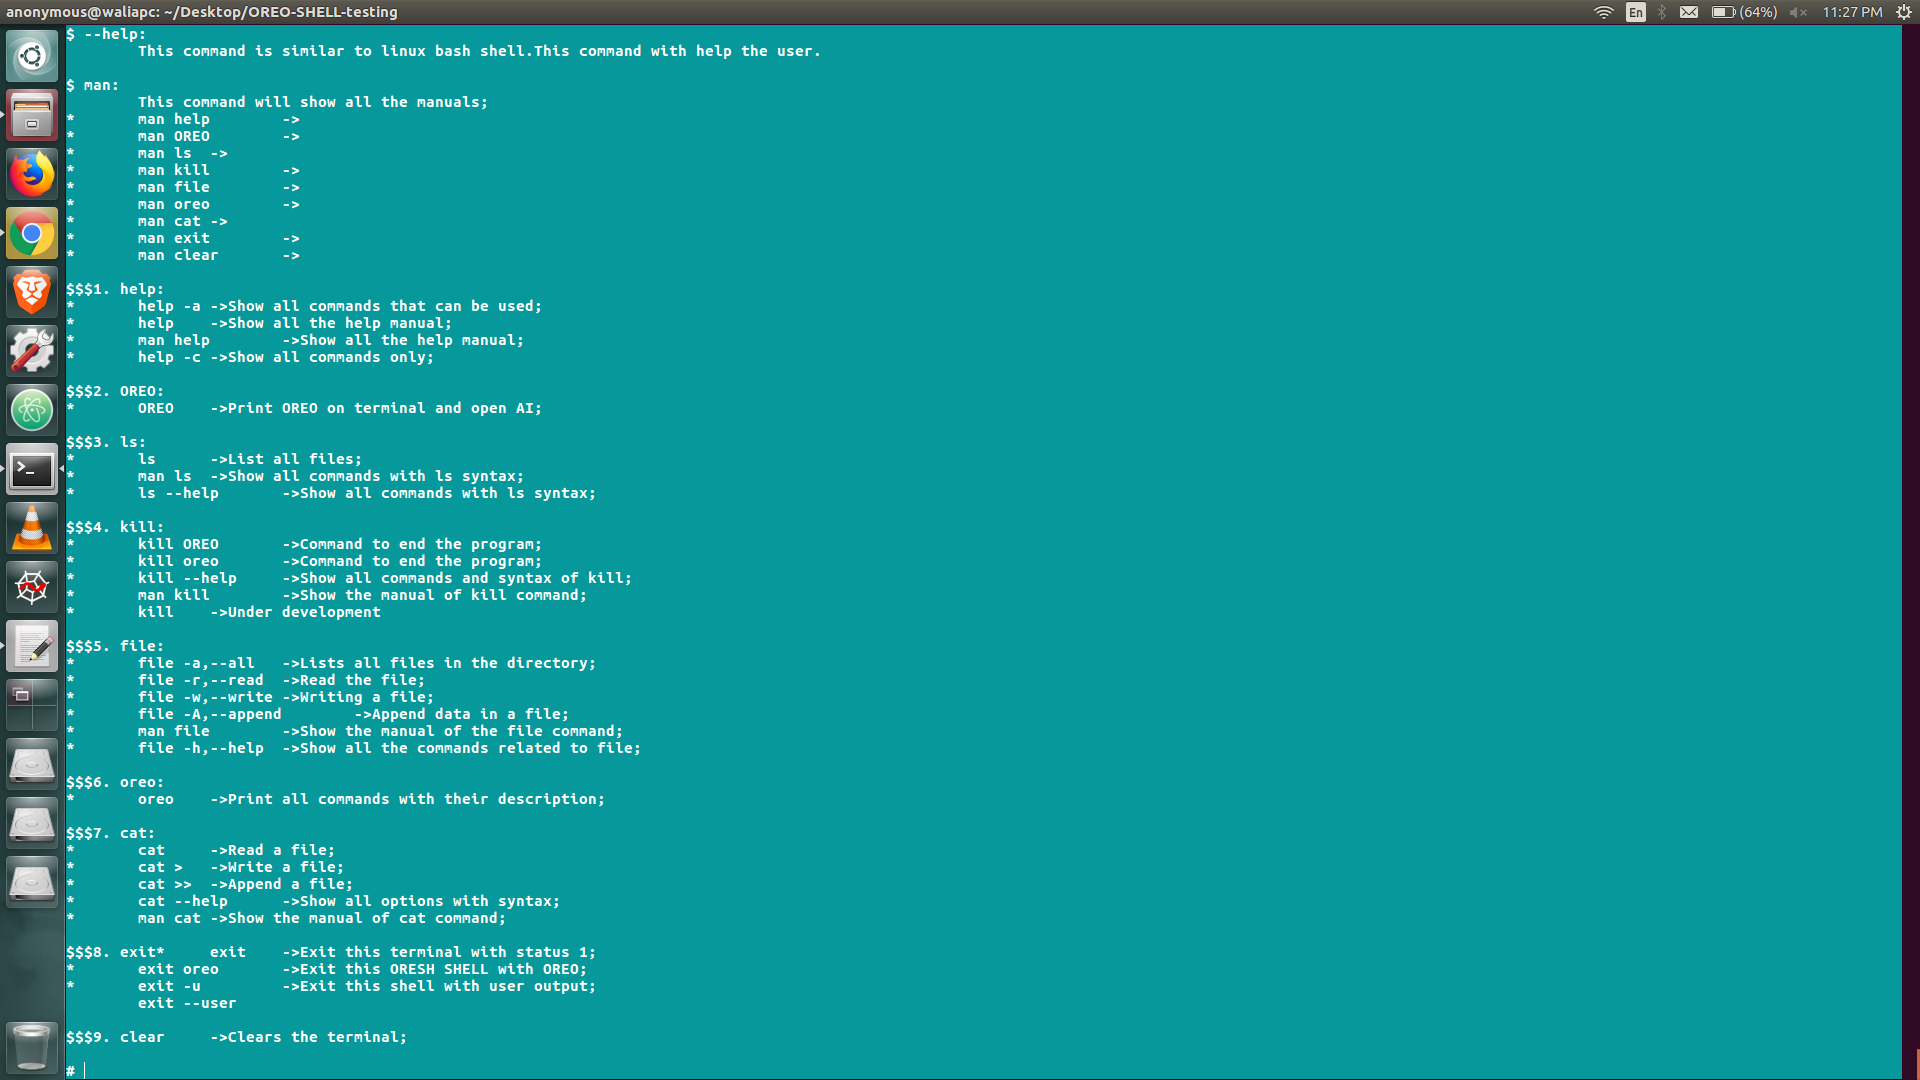 anonymous@waliapc: ~/Desktop/OREO-SHELL-testing
En (64%) 11:27 PM
$ --help:
This command is similar to linux bash shell.This command with help the user.
$ man:
This command will show all the manuals;
* man help ->
* man OREO ->
* man ls ->
* man kill ->
* man file ->
* man oreo ->
* man cat ->
* man exit ->
* man clear ->
$$$1. help:
* help -a ->Show all commands that can be used;
* help ->Show all the help manual;
* man help ->Show all the help manual;
* help -c ->Show all commands only;
$$$2. OREO:
* OREO ->Print OREO on terminal and open AI;
$$$3. ls:
* ls ->List all files;
* man ls ->Show all commands with ls syntax;
* ls --help ->Show all commands with ls syntax;
$$$4. kill:
* kill OREO ->Command to end the program;
* kill oreo ->Command to end the program;
* kill --help ->Show all commands and syntax of kill;
* man kill ->Show the manual of kill command;
* kill ->Under development
$$$5. file:
* file -a,--all ->Lists all files in the directory;
* file -r,--read ->Read the file;
* file -w,--write ->Writing a file;
* file -A,--append ->Append data in a file;
* man file ->Show the manual of the file command;
* file -h,--help ->Show all the commands related to file;
$$$6. oreo:
* oreo ->Print all commands with their description;
$$$7. cat:
* cat ->Read a file;
* cat > ->Write a file;
* cat >> ->Append a file;
* cat --help ->Show all options with syntax;
* man cat ->Show the manual of cat command;
$$$8. exit* exit ->Exit this terminal with status 1;
* exit oreo ->Exit this ORESH SHELL with OREO;
* exit -u ->Exit this shell with user output;
exit --user
$$$9. clear ->Clears the terminal;
#